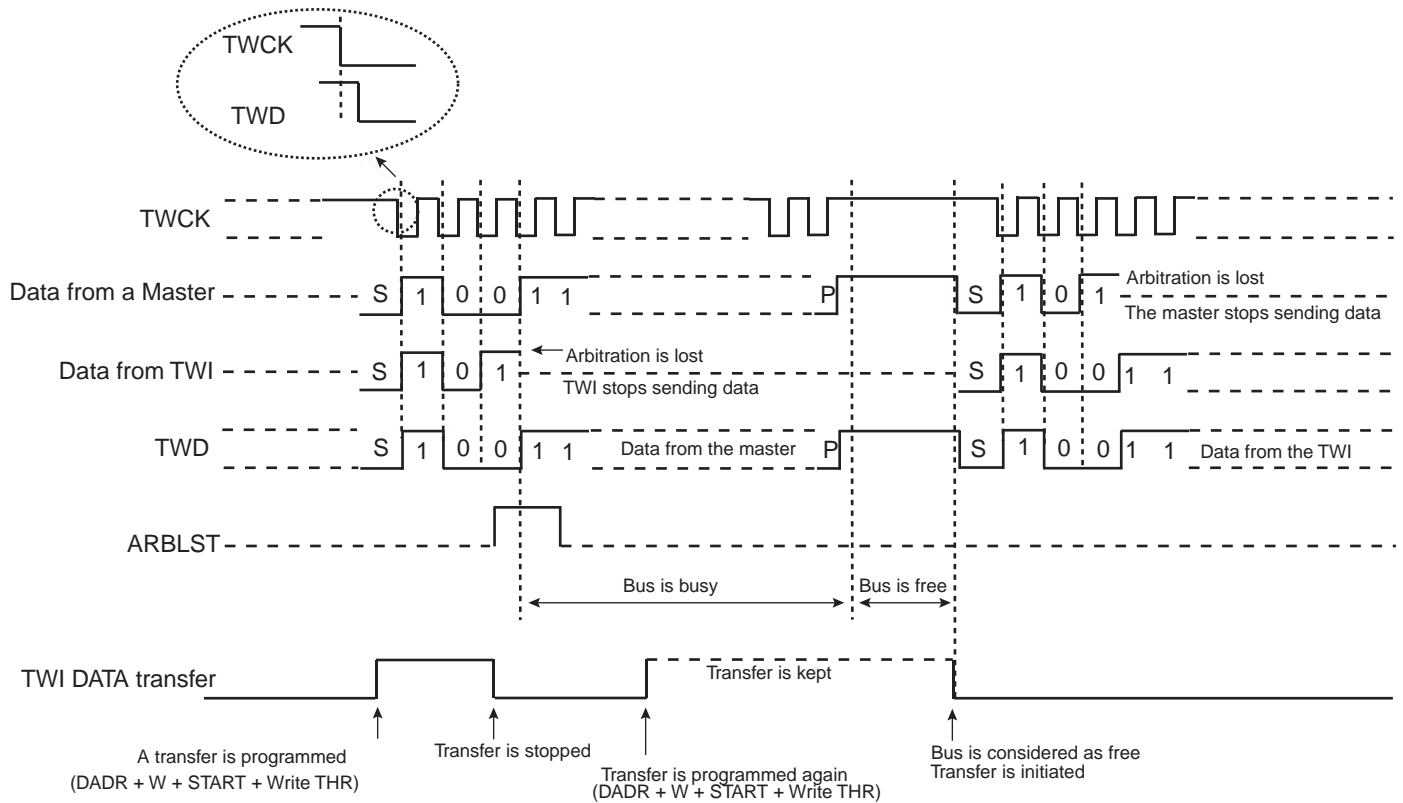 TWCK
TWD
TWCK
Data from a Master S 1 0 0 1 1 P S 1 0 1 Arbitration is lost
The master stops sending data
Data from TWI S 1 0 1 Arbitration is lost S 1 0 0 1 1
TWI stops sending data
TWD S 1 0 0 1 1 Data from the master P S 1 0 0 1 1 Data from the TWI
ARBLST
Bus is busy Bus is free
TWI DATA transfer Transfer is kept
A transfer is programmed
(DADR + W + START + Write THR)
Transfer is stopped
Transfer is programmed again
(DADR + W + START + Write THR)
Bus is considered as free
Transfer is initiated